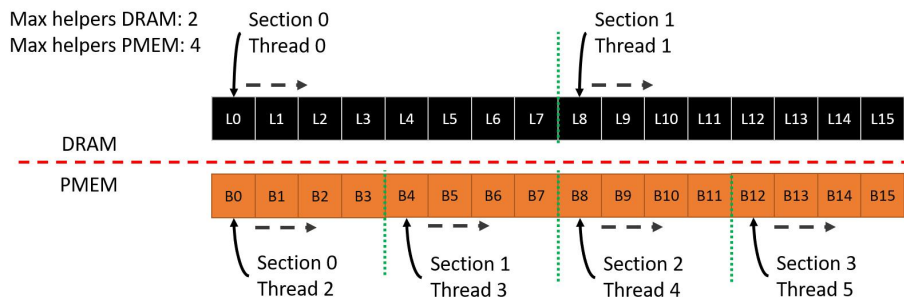 Max helpers DRAM: 2
Max helpers PMEM: 4
Section 0
Thread 0
Section 1
Thread 1
L0 L1 L2 L3 L4 L5 L6 L7 L8 L9 L10 L11 L12 L13 L14 L15
DRAM
PMEM
B0 B1 B2 B3 B4 B5 B6 B7 B8 B9 B10 B11 B12 B13 B14 B15
Section 0
Thread 2
Section 1
Thread 3
Section 2
Thread 4
Section 3
Thread 5